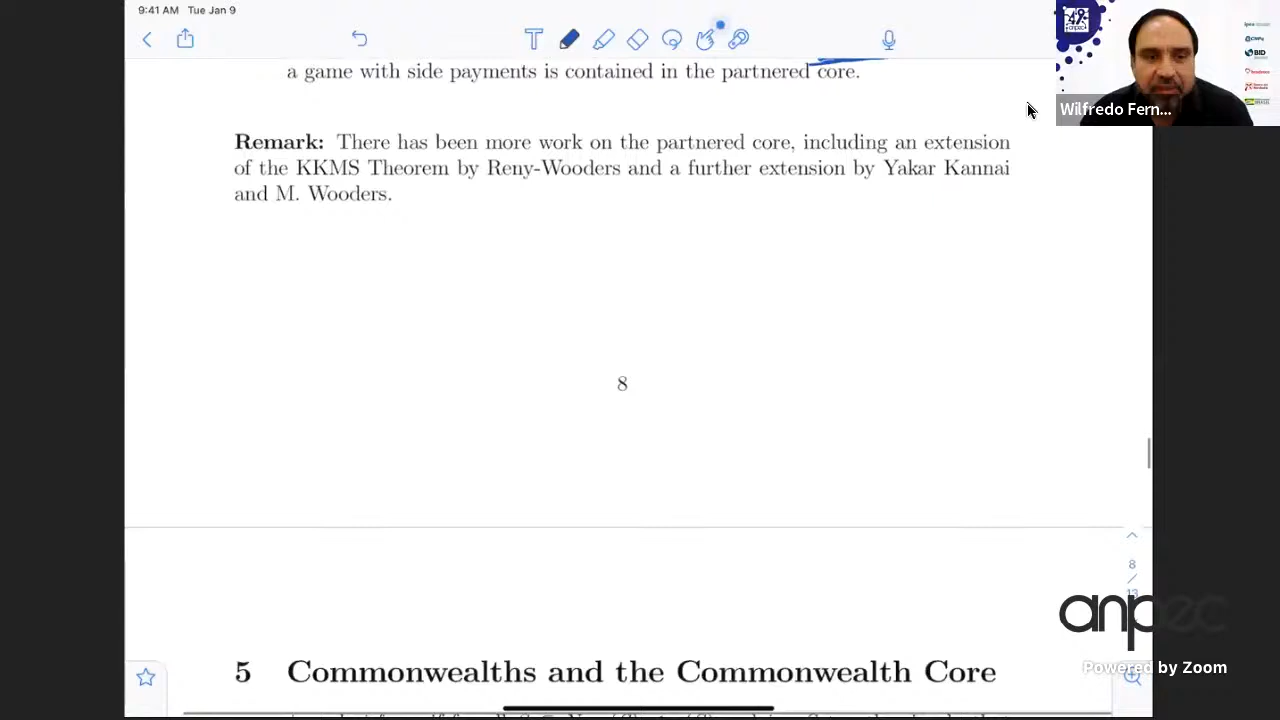 9:41 AM Tue Jan 9
a game with side payments is contained in the partnered core.
Wilfredo Fern...
Remark: There has been more work on the partnered core, including an extension
of the KKMS Theorem by Reny-Wooders and a further extension by Yakar Kannai
and M. Wooders.
8
8
/
13
anpec
Powered by Zoom
5 Commonwealths and the Commonwealth Core